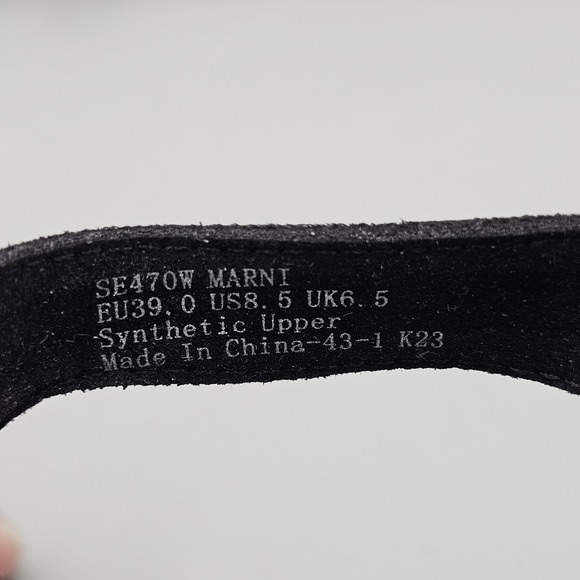 SE470W MARNI
EU39.0 US8.5 UK6.5
Synthetic Upper
Made In China-43-1 K23